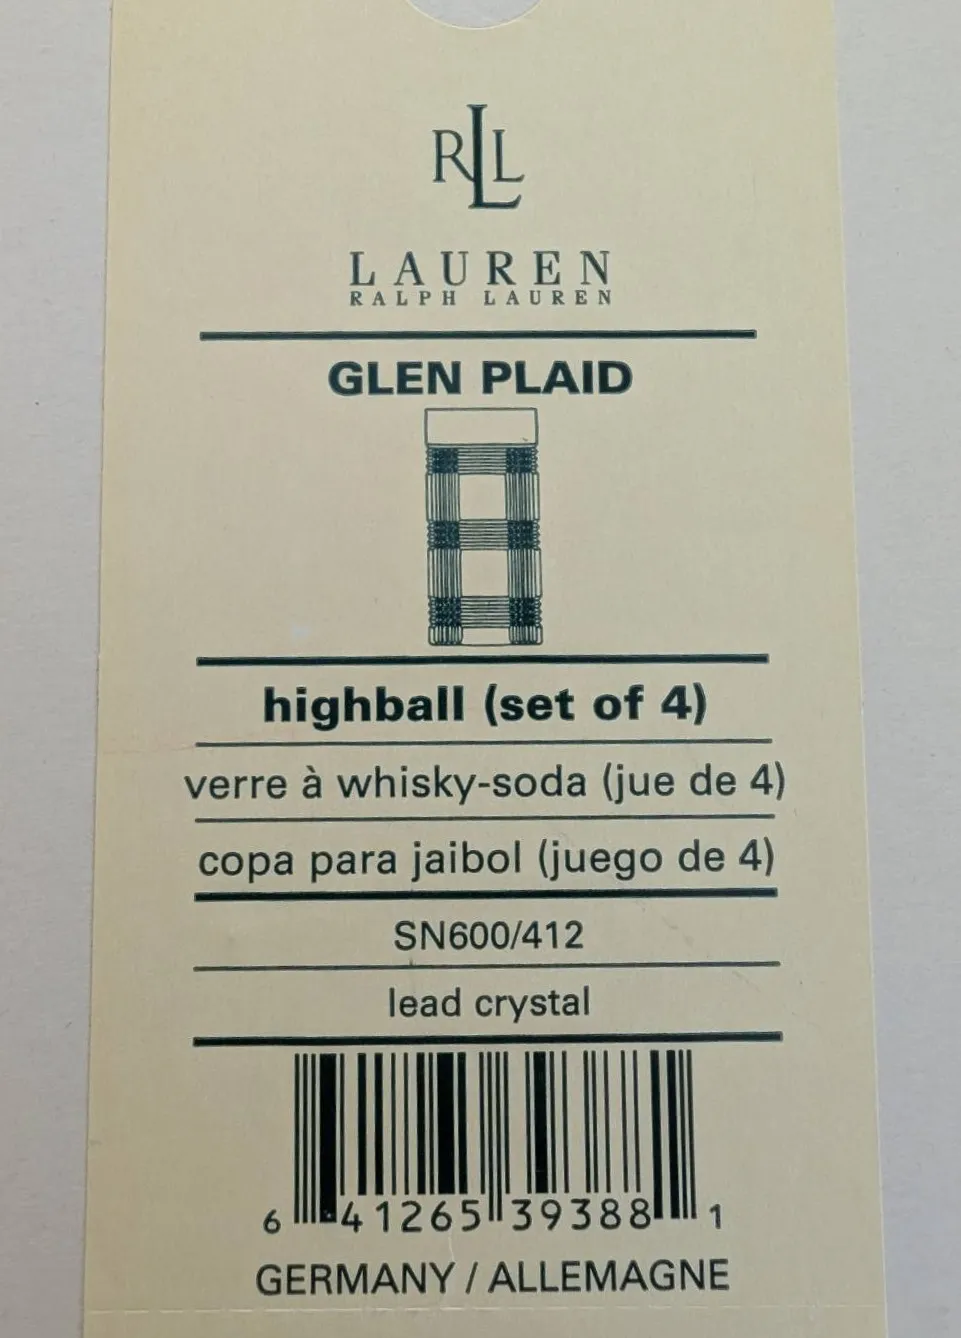 RLL
LAUREN
RALPH LAUREN
GLEN PLAID
highball (set of 4)
verre à whisky-soda (jue de 4)
copa para jaibol (juego de 4)
SN600/412
lead crystal
6 41265 39388 1
GERMANY / ALLEMAGNE